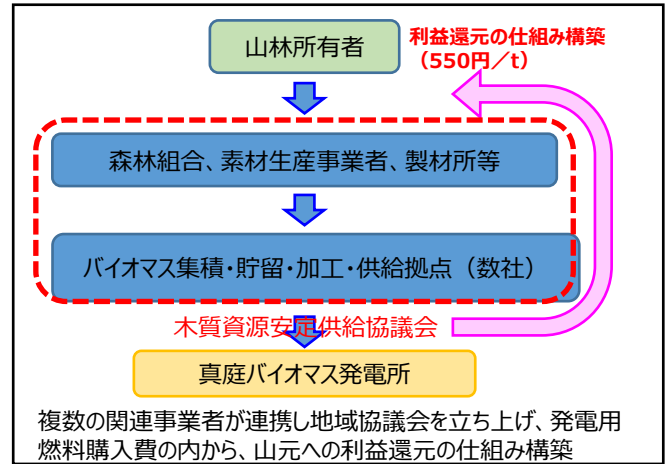 山林所有者
利益還元の仕組み構築
（550円／t）
森林組合、素材生産事業者、製材所等
バイオマス集積・貯留・加工・供給拠点（数社）
木質資源安定供給協議会
真庭バイオマス発電所
複数の関連事業者が連携し地域協議会を立ち上げ、発電用
燃料購入費の内から、山元への利益還元の仕組み構築